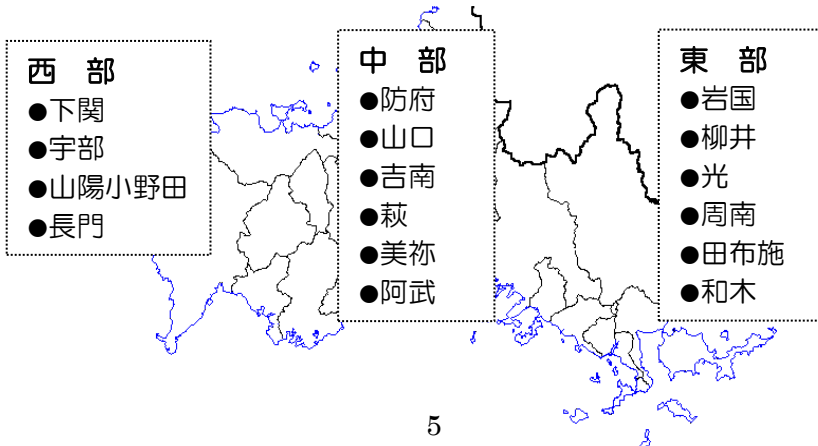 西 部
●下関
●宇部
●山陽小野田
●長門
中 部
●防府
●山口
●吉南
●萩
●美祢
●阿武
東 部
●岩国
●柳井
●光
●周南
●田布施
●和木
5